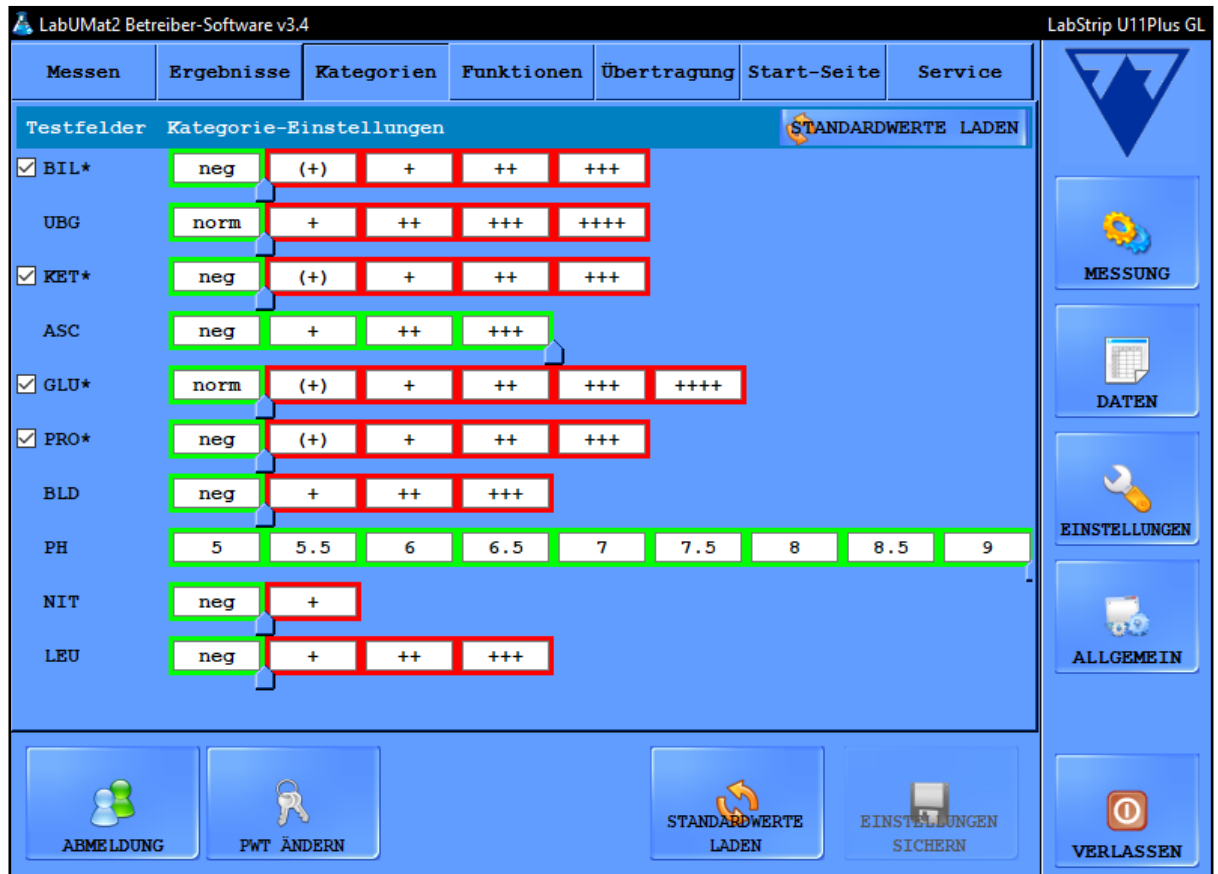 LabUMat2 Betreiber-Software v3.4 LabStrip U11Plus GL
Messen Ergebnisse Kategorien Funktionen Übertragung Start-Seite Service
Testfelder Kategorie-Einstellungen STANDARDWERTE LADEN
BIL* neg (+) + ++ +++
UBG norm + ++ +++ ++++
KET* neg (+) + ++ +++
ASC neg + ++ +++
GLU* norm (+) + ++ +++ ++++
PRO* neg (+) + ++ +++
BLD neg + ++ +++
PH 5 5.5 6 6.5 7 7.5 8 8.5 9
NIT neg +
LEU neg + ++ +++
MESSUNG
DATEN
EINSTELLUNGEN
ALLGEMEIN
ABMELDUNG
PWT ÄNDERN
STANDARDWERTE
LADEN
EINSTELLUNGEN
SICHERN
VERLASSEN